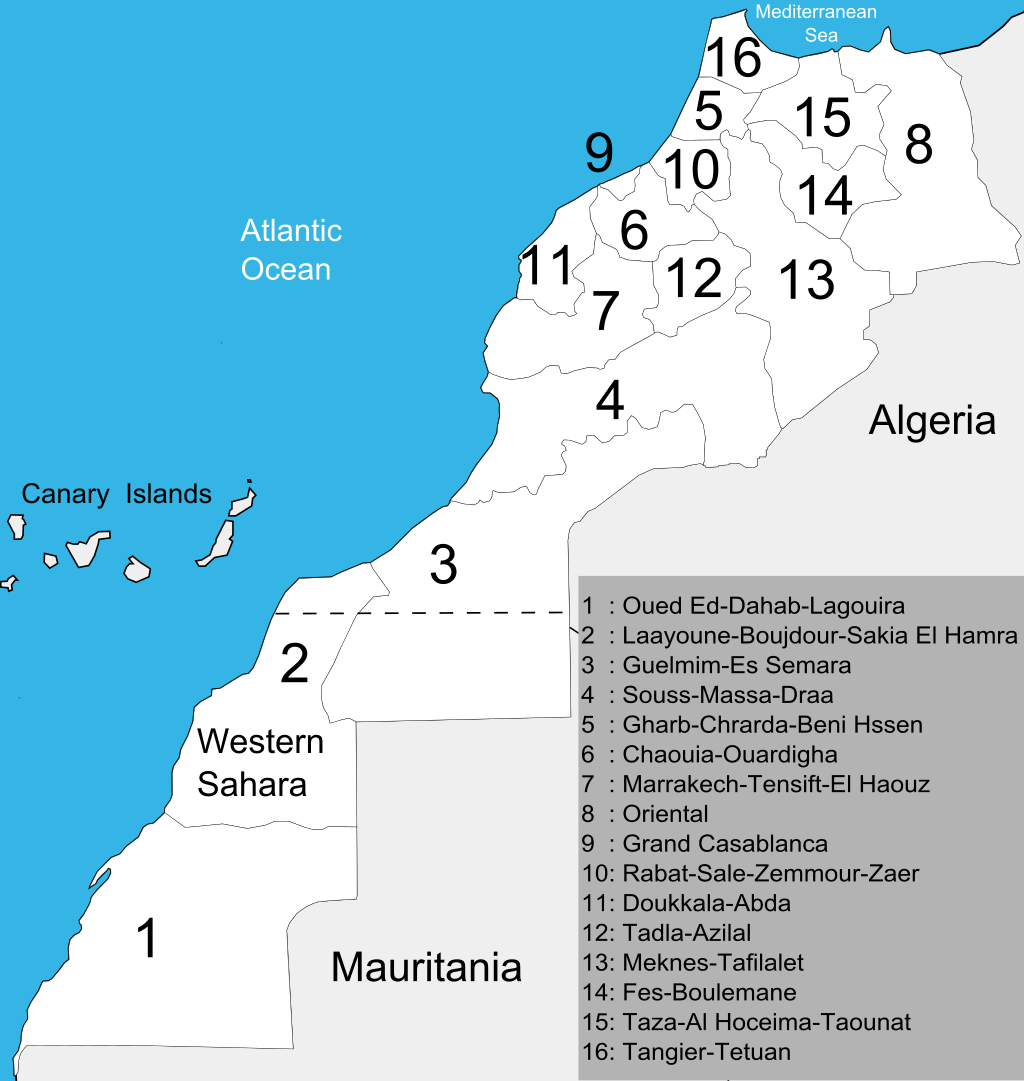 Mediterranean
Sea
16
5
15
8
9
10
14
6
11
12
13
7
Atlantic
Ocean
4
Algeria
Canary Islands
3
2
Western
Sahara
1
Mauritania
1 : Oued Ed-Dahab-Lagouira
2 : Laayoune-Boujdour-Sakia El Hamra
3 : Guelmim-Es Semara
4 : Souss-Massa-Draa
5 : Gharb-Chrarda-Beni Hssen
6 : Chaouia-Ouardigha
7 : Marrakech-Tensift-El Haouz
8 : Oriental
9 : Grand Casablanca
10: Rabat-Sale-Zemmour-Zaer
11: Doukkala-Abda
12: Tadla-Azilal
13: Meknes-Tafilalet
14: Fes-Boulemane
15: Taza-Al Hoceima-Taounat
16: Tangier-Tetuan